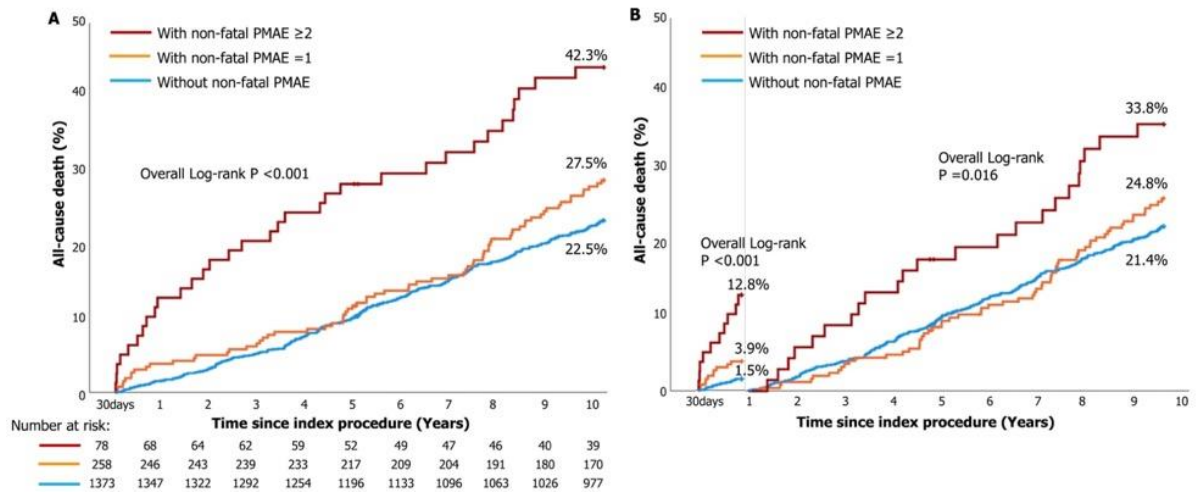 A
50
With non-fatal PMAE ≥2
With non-fatal PMAE =1
Without non-fatal PMAE
42.3%
40
All-cause death (%)
Overall Log-rank P <0.001
30
27.5%
20
22.5%
10
0
30days 1 2 3 4 5 6 7 8 9 10
Time since index procedure (Years)
Number at risk:
78 68 64 62 59 52 49 47 46 40 39
258 246 243 239 233 217 209 204 191 180 170
1373 1347 1322 1292 1254 1196 1133 1096 1063 1026 977
B
50
With non-fatal PMAE ≥2
With non-fatal PMAE =1
Without non-fatal PMAE
40
33.8%
All-cause death (%)
Overall Log-rank
P =0.016
30
24.8%
20
Overall Log-rank
P <0.001
21.4%
12.8%
10
3.9%
1.5%
0
30days 1 2 3 4 5 6 7 8 9 10
Time since index procedure (Years)